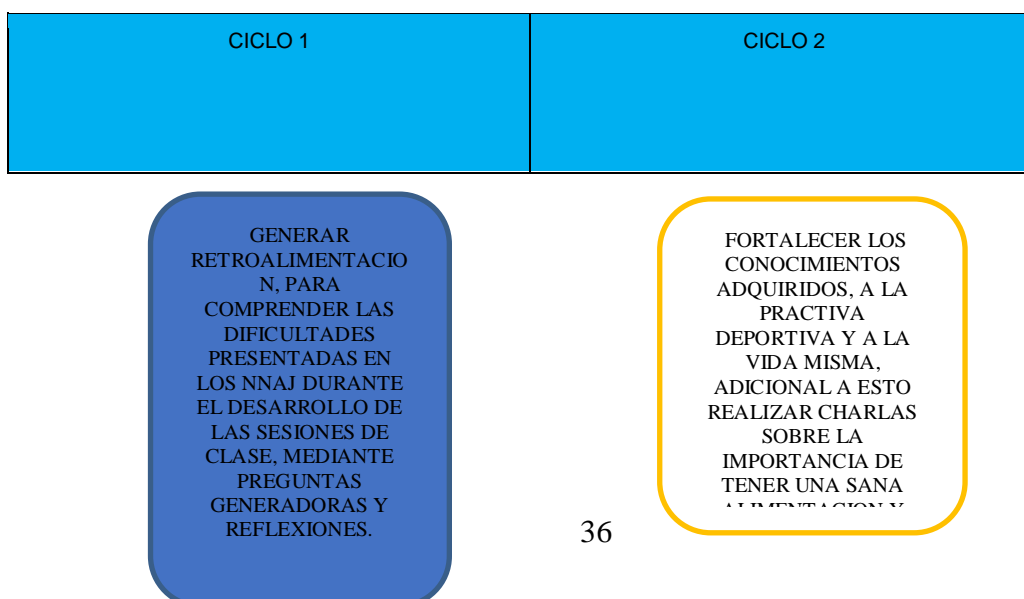 CICLO 1
CICLO 2
GENERAR
RETROALIMENTACIO
N, PARA
COMPRENDER LAS
DIFICULTADES
PRESENTADAS EN
LOS NNAJ DURANTE
EL DESARROLLO DE
LAS SESIONES DE
CLASE, MEDIANTE
PREGUNTAS
GENERADORAS Y
REFLEXIONES.
FORTALECER LOS
CONOCIMIENTOS
ADQUIRIDOS, A LA
PRACTIVA
DEPORTIVA Y A LA
VIDA MISMA,
ADICIONAL A ESTO
REALIZAR CHARLAS
SOBRE LA
IMPORTANCIA DE
TENER UNA SANA
ALIMENTACION Y
36